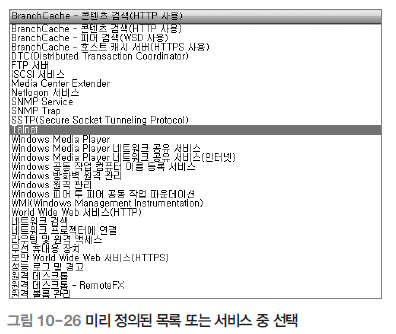 BranchCache - 콘텐츠 검색(HTTP 사용)
BranchCache - 콘텐츠 검색(HTTP 사용)
BranchCache - 피어 검색(WSD 사용)
BranchCache - 호스트 캐시 서버(HTTPS 사용)
DTC(Distributed Transaction Coordinator)
FTP 서버
iSCSI 서비스
Media Center Extender
Netlogon 서비스
SNMP Service
SNMP Trap
SSTP(Secure Socket Tunneling Protocol)
Telnet
Windows Media Player
Windows Media Player 네트워크 공유 서비스
Windows Media Player 네트워크 공유 서비스(인터넷)
Windows 공동 작업 컴퓨터 이름 등록 서비스
Windows 방화벽 원격 관리
Windows 원격 관리
Windows 피어 투 피어 공동 작업 파운데이션
WMI(Windows Management Instrumentation)
World Wide Web 서비스(HTTP)
네트워크 검색
네트워크 프로젝터에 연결
라우팅 및 원격 액세스
무선 휴대용 장치
보안 World Wide Web 서비스(HTTPS)
성능 로그 및 경고
원격 데스크톱
원격 데스크톱 - RemoteFX
원격 볼륨 관리
그림 10-26 미리 정의된 목록 또는 서비스 중 선택